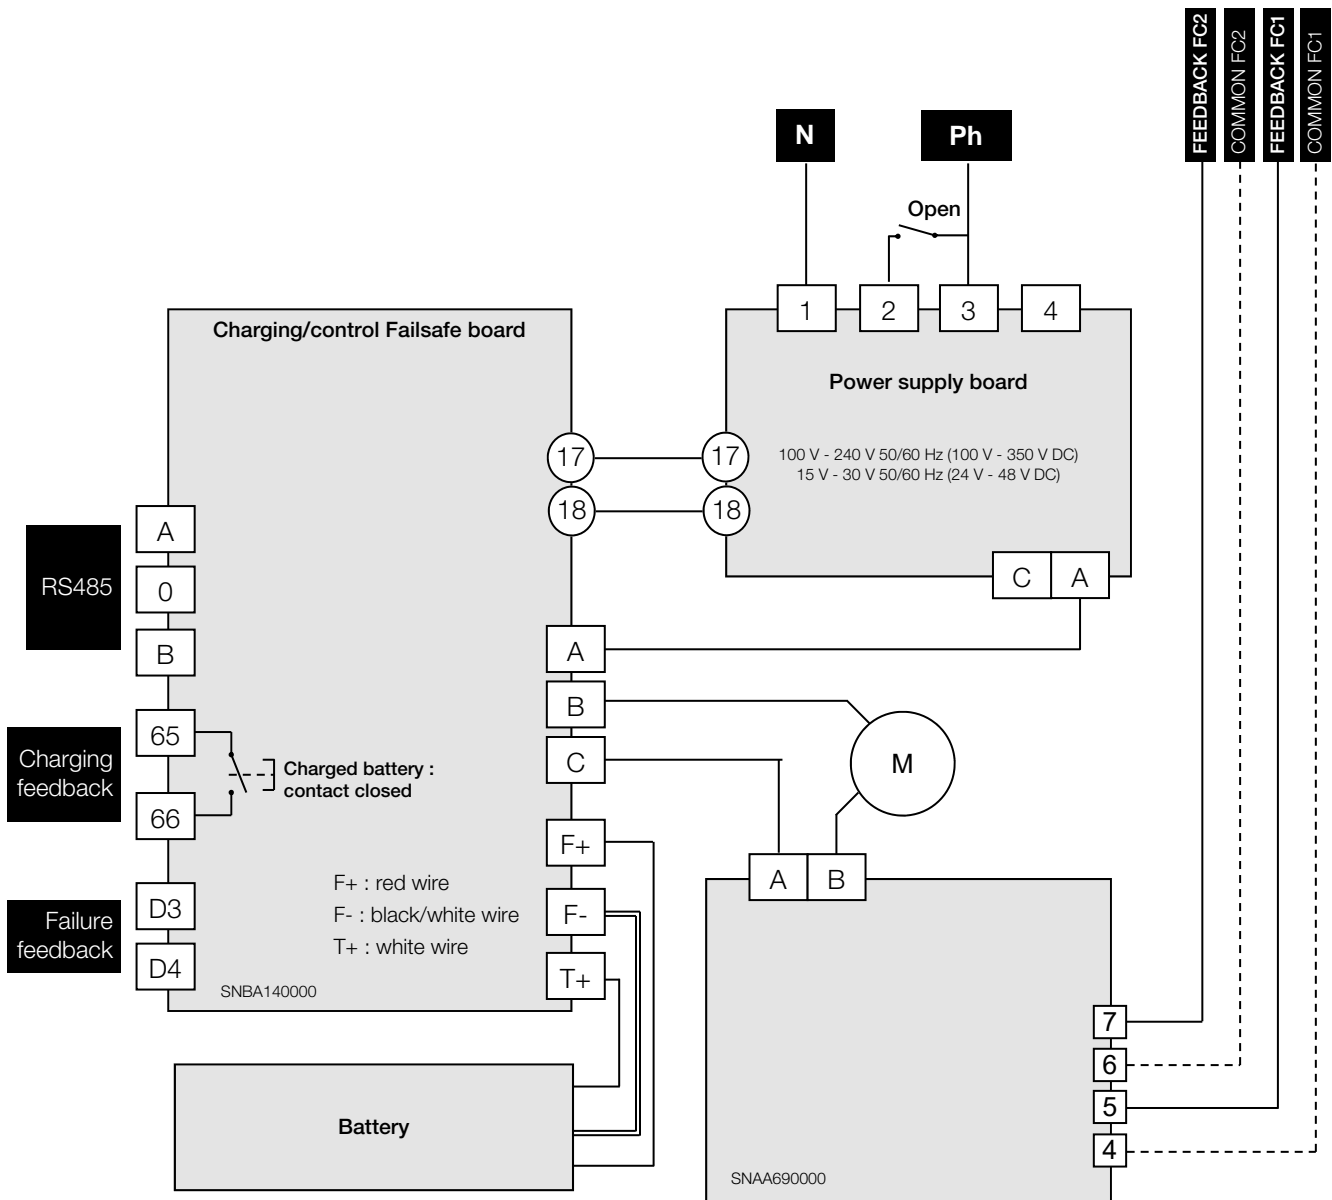 FEEDBACK FC2
COMMON FC2
FEEDBACK FC1
COMMON FC1
N
Ph
Open
1
2
3
4
Charging/control Failsafe board
Power supply board
100 V - 240 V 50/60 Hz (100 V - 350 V DC)
15 V - 30 V 50/60 Hz (24 V - 48 V DC)
17
17
18
18
C
A
RS485
A
0
B
A
B
C
M
Charging
feedback
65
66
Charged battery :
contact closed
F+
F-
T+
F+ : red wire
F- : black/white wire
T+ : white wire
Failure
feedback
D3
D4
SNBA140000
A
B
7
6
5
4
Battery
SNAA690000